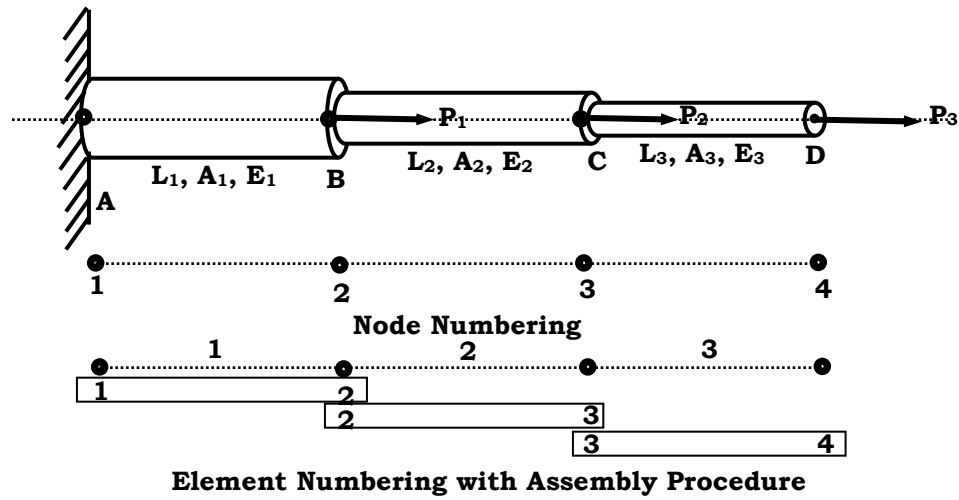 P₁
P₂
P₃
L₁, A₁, E₁
B
L₂, A₂, E₂
C
L₃, A₃, E₃
D
A
1
2
3
4
Node Numbering
1
2
3
1
2
2
3
3
4
Element Numbering with Assembly Procedure